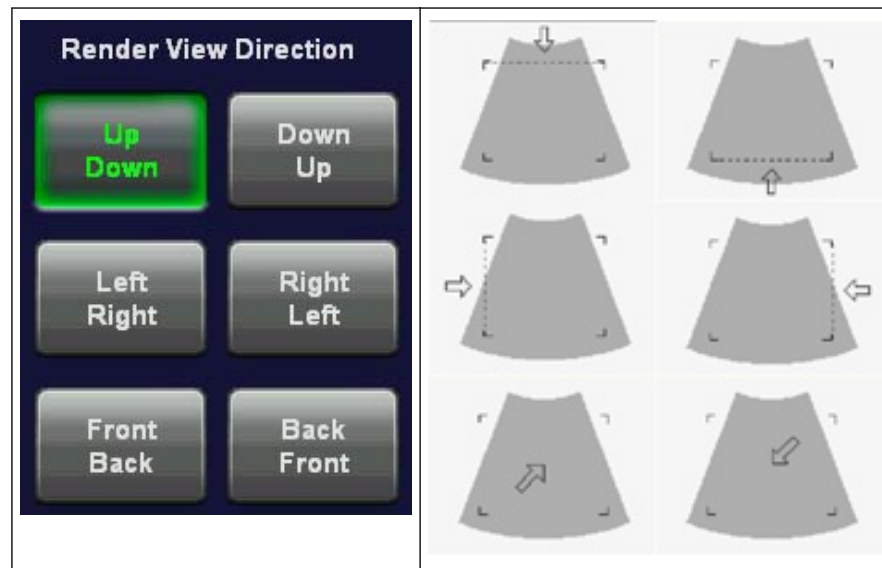 Render View Direction
Up
Down
Down
Up
Left
Right
Right
Left
Front
Back
Back
Front